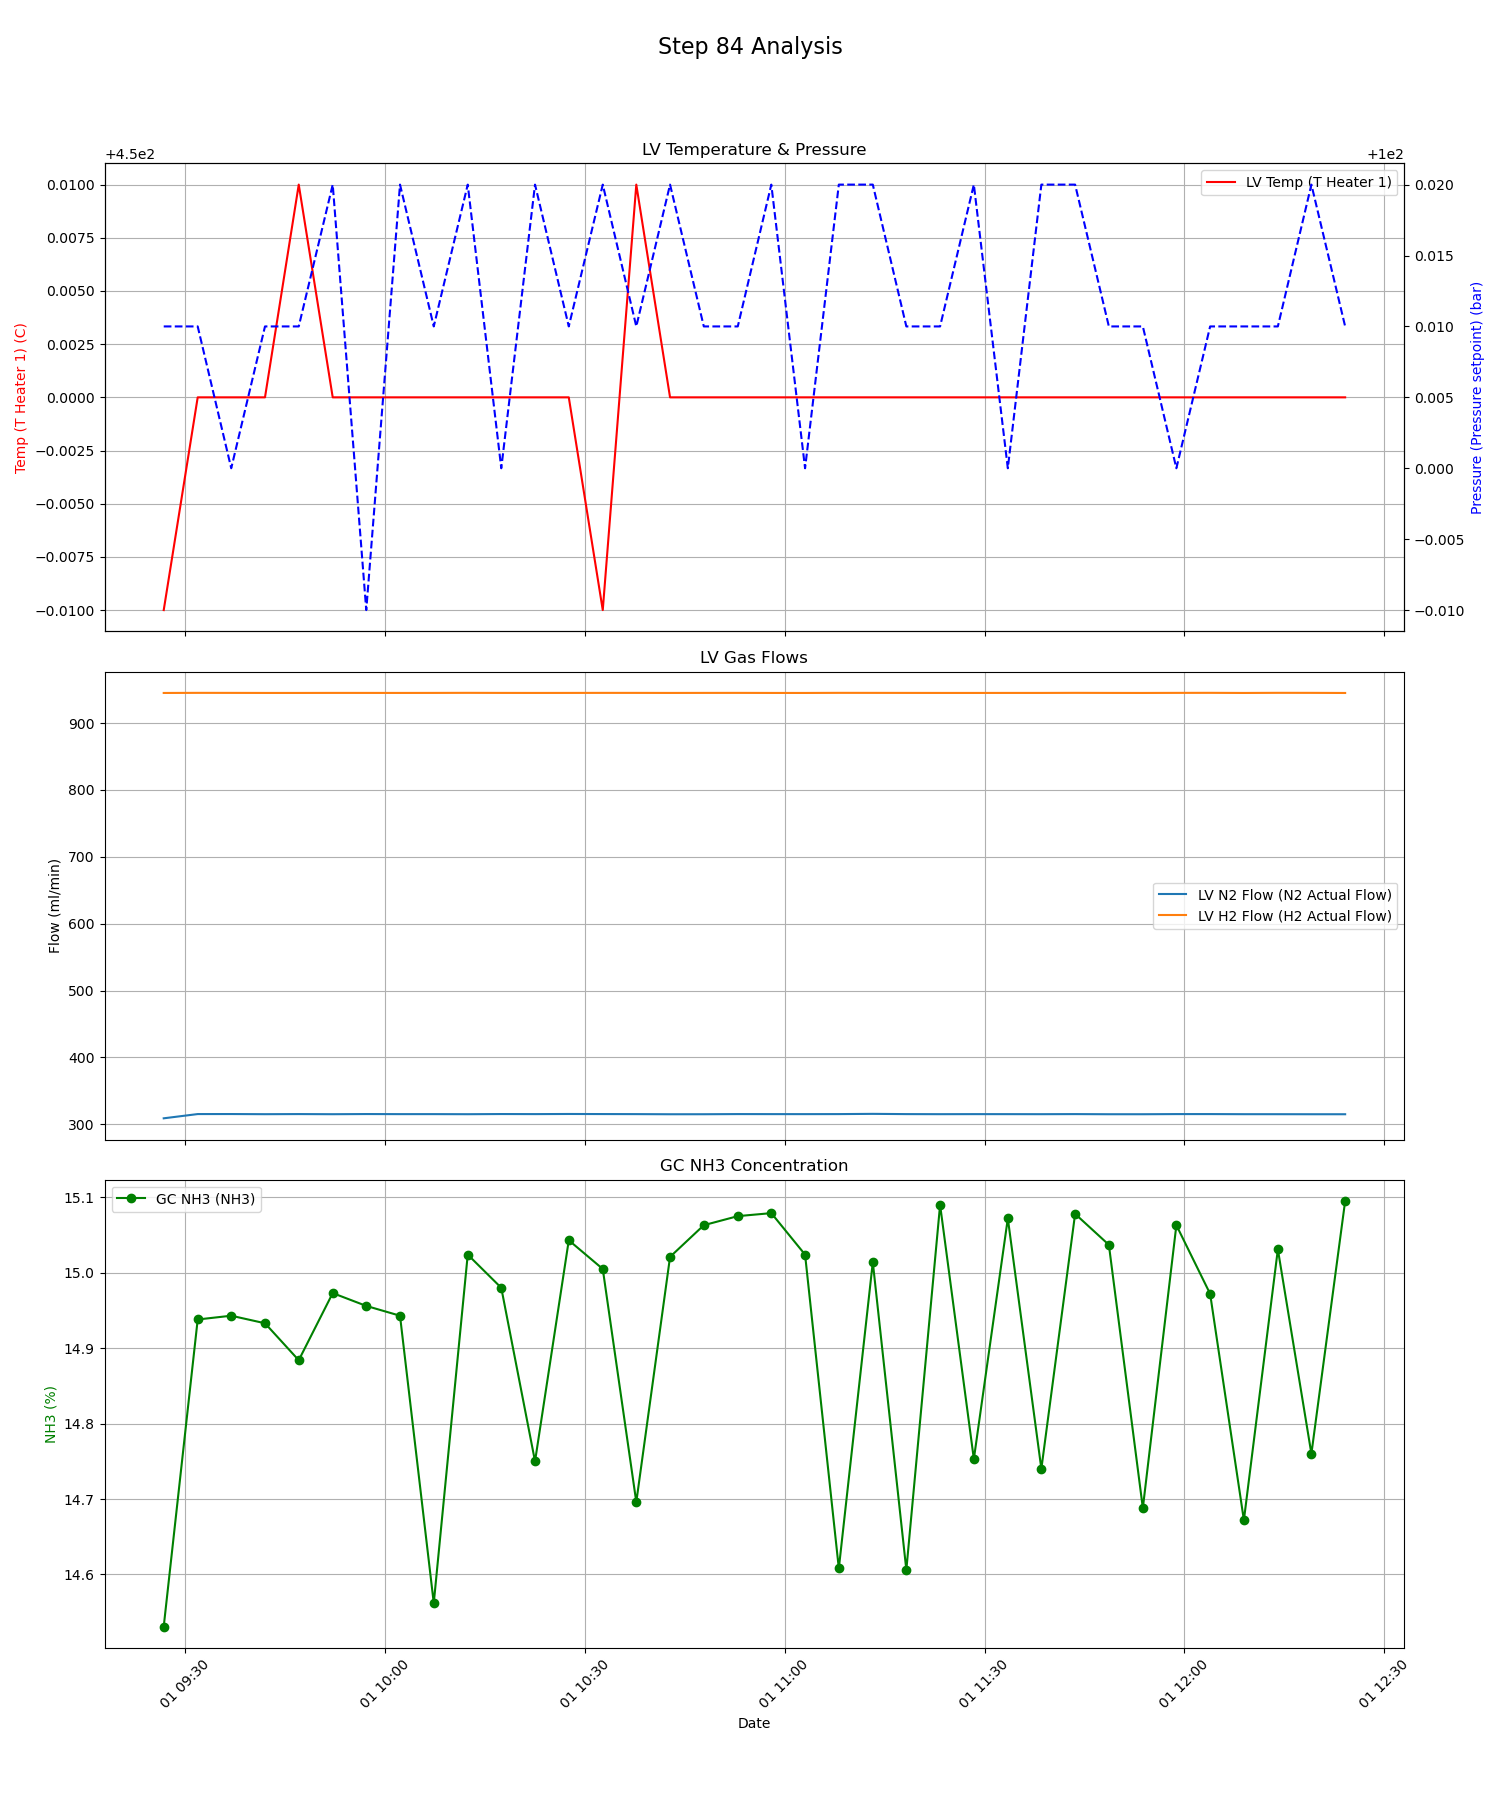 Step 84 Analysis
LV Temperature & Pressure
+4.5e2
+1e2
LV Temp (T Heater 1)
0.0100
0.0075
0.0050
0.0025
0.0000
−0.0025
−0.0050
−0.0075
−0.0100
Temp (T Heater 1) (C)
0.020
0.015
0.010
0.005
0.000
−0.005
−0.010
Pressure (Pressure setpoint) (bar)
LV Gas Flows
900
800
700
600
500
400
300
Flow (ml/min)
LV N2 Flow (N2 Actual Flow)
LV H2 Flow (H2 Actual Flow)
GC NH3 Concentration
GC NH3 (NH3)
15.1
15.0
14.9
14.8
14.7
14.6
NH3 (%)
01 09:30
01 10:00
01 10:30
01 11:00
01 11:30
01 12:00
01 12:30
Date